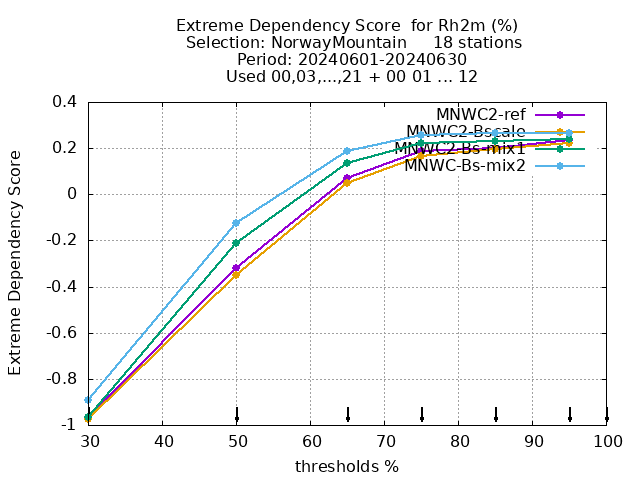 Extreme Dependency Score  for Rh2m (%)
Selection: NorwayMountain     18 stations
Period: 20240601-20240630
Used 00,03,...,21 + 00 01 ... 12
MNWC2-ref
MNWC2-Bscale
MNWC2-Bs-mix1
MNWC-Bs-mix2
Extreme Dependency Score
0.4
0.2
0
-0.2
-0.4
-0.6
-0.8
-1
30 40 50 60 70 80 90 100
thresholds %